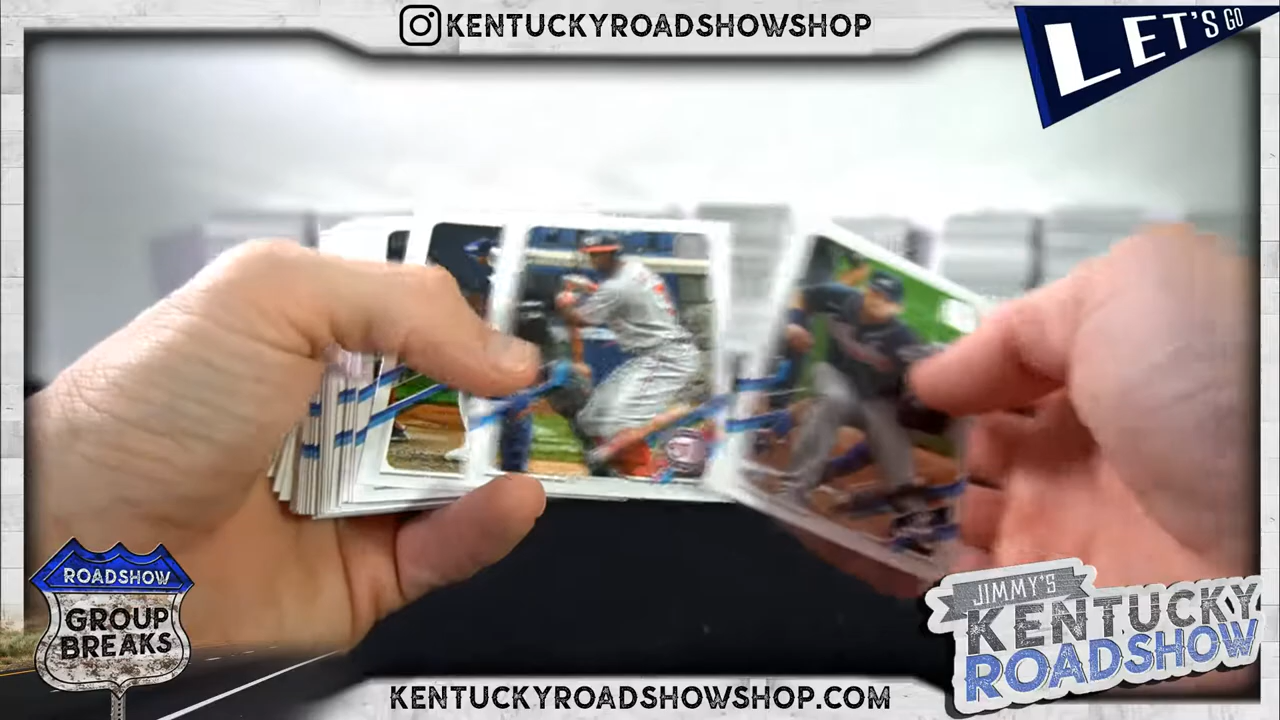 KENTUCKYROADSHOWSHOP
LET'S GO
ROADSHOW
GROUP
BREAKS
JIMMY'S
KENTUCKY
ROADSHOW
KENTUCKYROADSHOWSHOP.COM